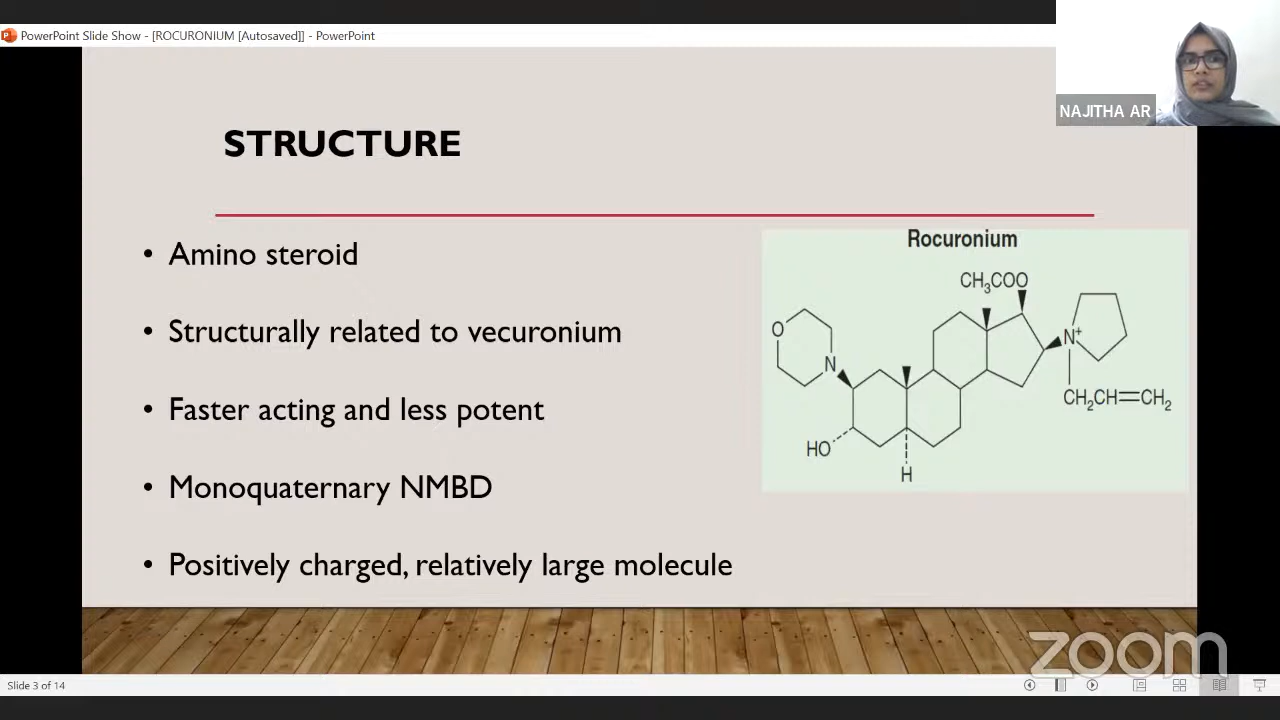 PowerPoint Slide Show - [ROCURONIUM [Autosaved]] - PowerPoint
NAJITHA AR
STRUCTURE
• Amino steroid
• Structurally related to vecuronium
• Faster acting and less potent
• Monoquaternary NMBD
• Positively charged, relatively large molecule
Rocuronium
CH₃COO
O
N
N⁺
CH₂CH=CH₂
HO
H
zoom
Slide 3 of 14